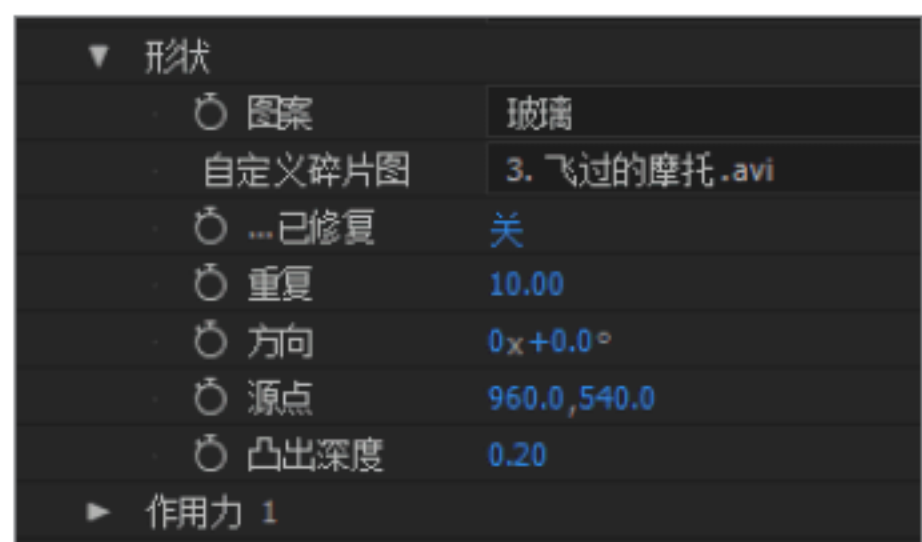 形状
图案 玻璃
自定义碎片图 3. 飞过的摩托.avi
...已修复 关
重复 10.00
方向 0x+0.0°
源点 960.0,540.0
凸出深度 0.20
作用力 1